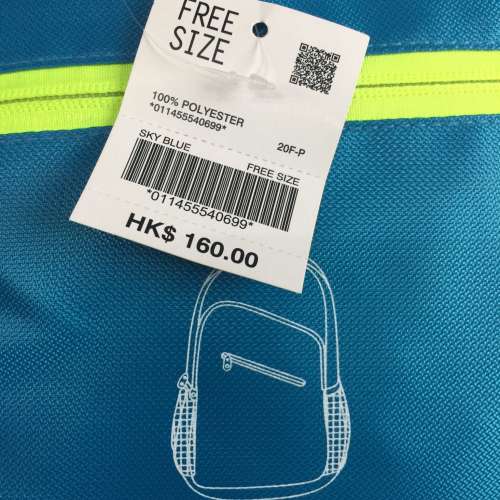 FREE
SIZE
100% POLYESTER
*011455540699*
20F-P
SKY BLUE
FREE SIZE
*011455540699*
HK$ 160.00